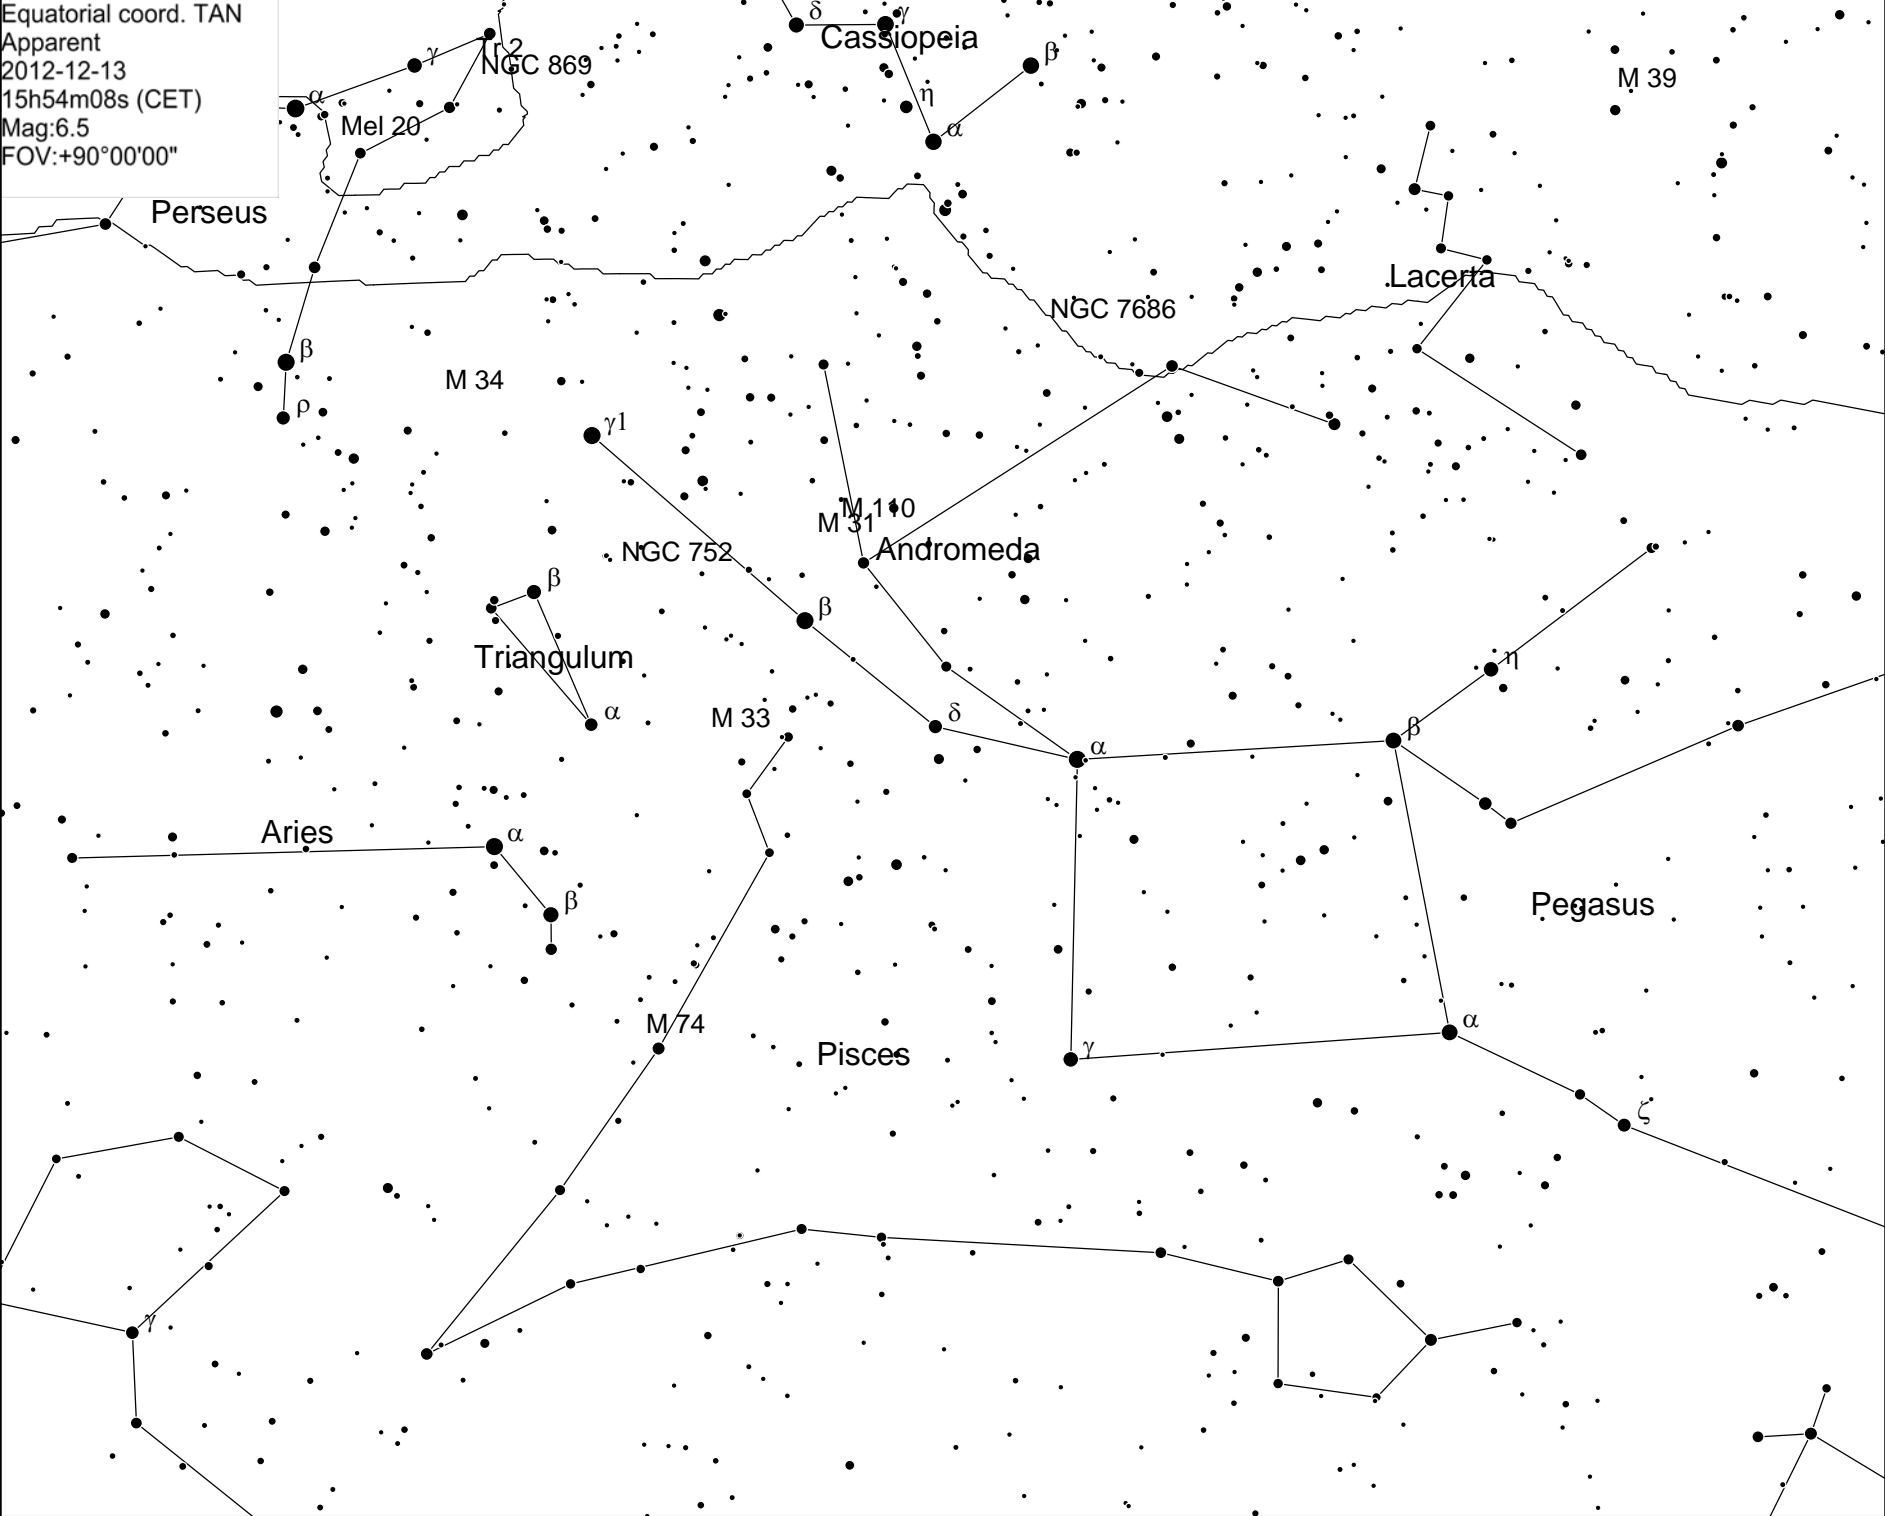 Equatorial coord. TAN
Apparent
2012-12-13
15h54m08s (CET)
Mag:6.5
FOV:+90°00'00"
δ
γ
Cassiopeia
γ
Tr 2
NGC 869
β
M 39
α
η
Mel 20
α
Perseus
Lacerta
NGC 7686
β
M 34
ρ
γ1
M 110
M 31
NGC 752
Andromeda
β
β
Triangulum
η
α
M 33
δ
α
β
Aries
α
β
Pegasus
M 74
Pisces
γ
α
ζ
γ